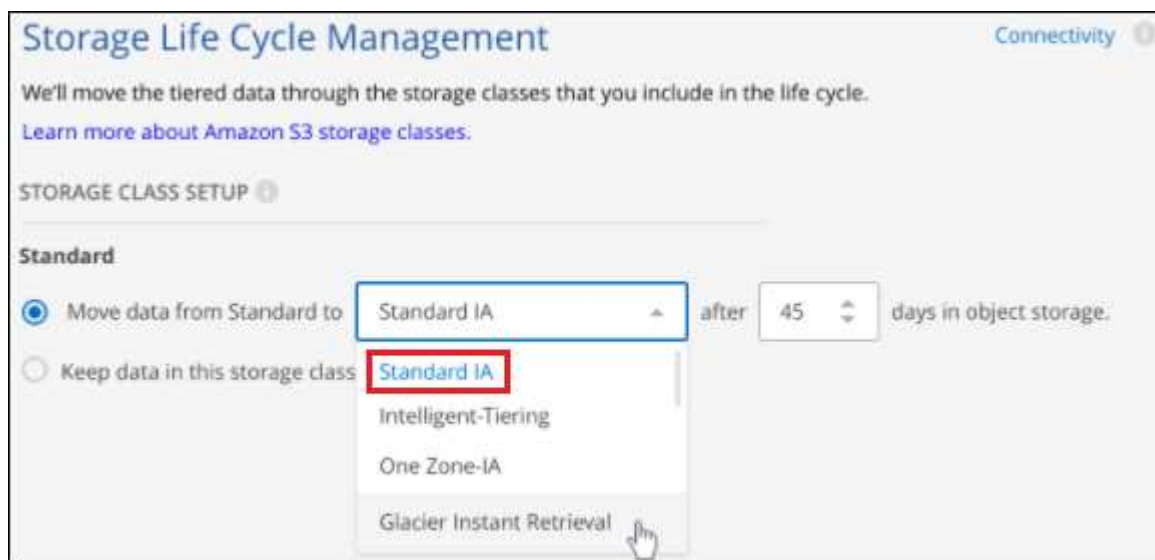 Storage Life Cycle Management
Connectivity
We'll move the tiered data through the storage classes that you include in the life cycle.
Learn more about Amazon S3 storage classes.
STORAGE CLASS SETUP
Standard
Move data from Standard to Standard IA after 45 days in object storage.
Keep data in this storage class
Standard IA
Intelligent-Tiering
One Zone-IA
Glacier Instant Retrieval